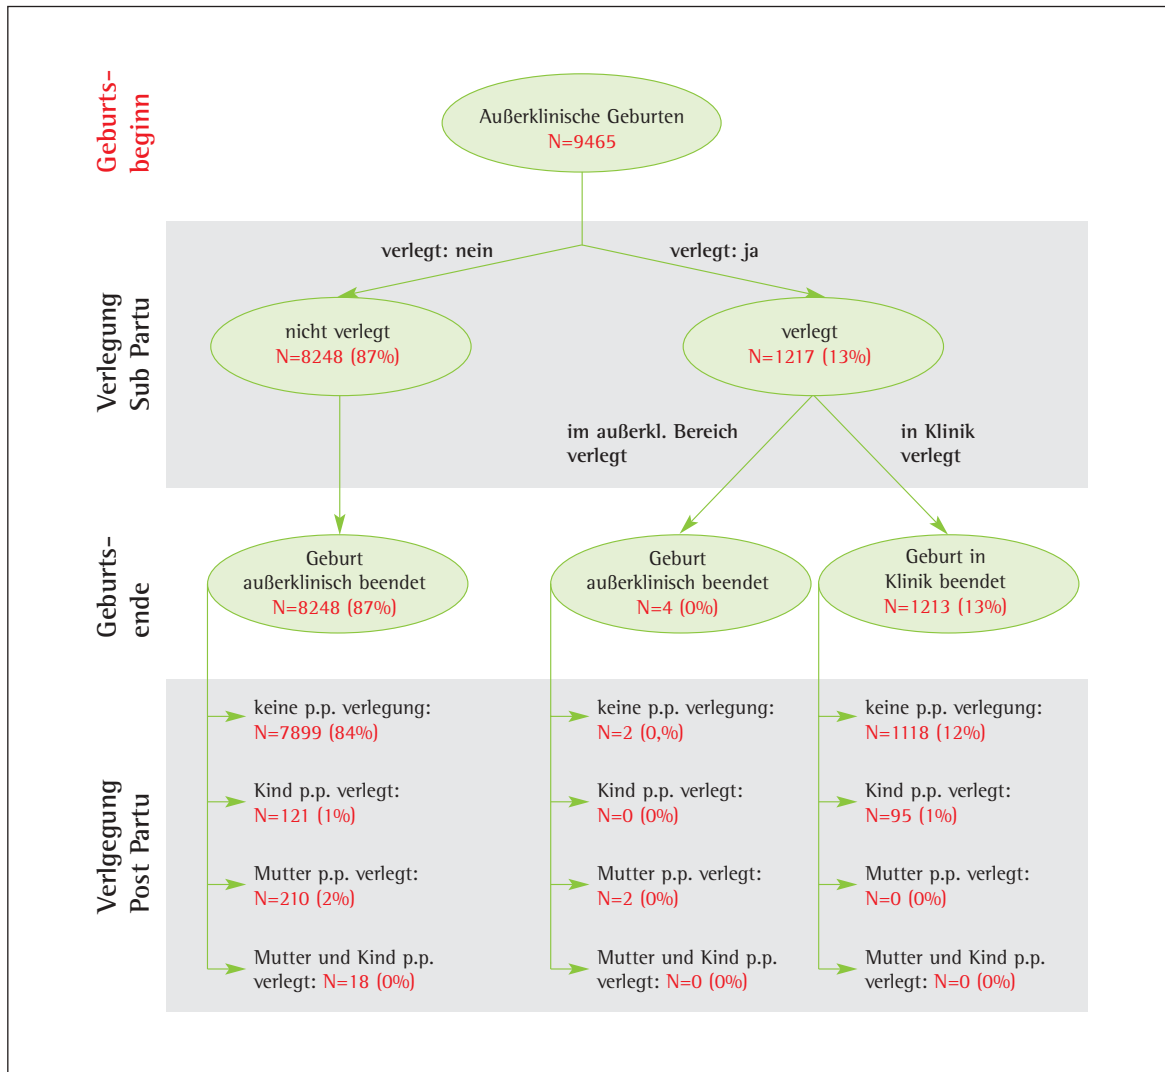 Geburts-
beginn
Außerklinische Geburten
N=9465
Verlegung
Sub Partu
verlegt: nein
verlegt: ja
nicht verlegt
N=8248 (87%)
verlegt
N=1217 (13%)
im außerkl. Bereich
verlegt
in Klinik
verlegt
Geburts-
ende
Geburt
außerklinisch beendet
N=8248 (87%)
Geburt
außerklinisch beendet
N=4 (0%)
Geburt in
Klinik beendet
N=1213 (13%)
Verlgegung
Post Partu
keine p.p. verlegung:
N=7899 (84%)
Kind p.p. verlegt:
N=121 (1%)
Mutter p.p. verlegt:
N=210 (2%)
Mutter und Kind p.p.
verlegt: N=18 (0%)
keine p.p. verlegung:
N=2 (0,%)
Kind p.p. verlegt:
N=0 (0%)
Mutter p.p. verlegt:
N=2 (0%)
Mutter und Kind p.p.
verlegt: N=0 (0%)
keine p.p. verlegung:
N=1118 (12%)
Kind p.p. verlegt:
N=95 (1%)
Mutter p.p. verlegt:
N=0 (0%)
Mutter und Kind p.p.
verlegt: N=0 (0%)